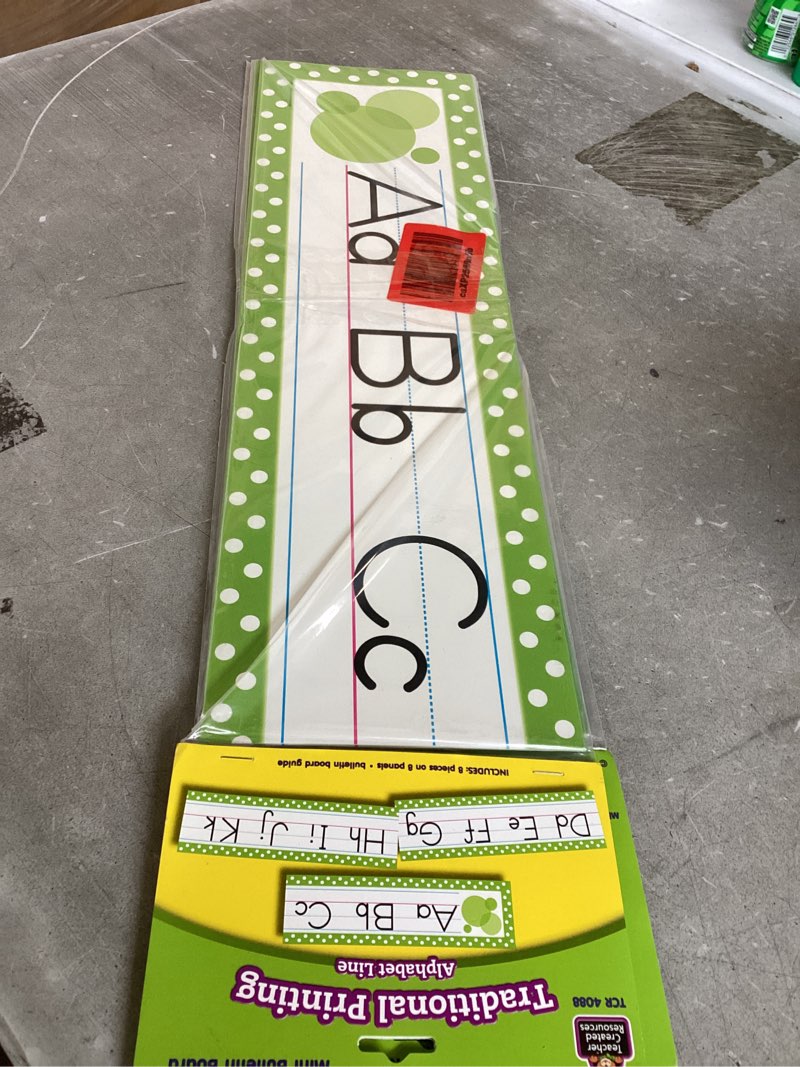 Aa Bb Cc
Mini Bulletin Board
Teacher
Created
Resources
TCR 4088
Traditional Printing
Alphabet Line
Aa Bb Cc
Dd Ee Ff Gg
Hh Ii Jj Kk
INCLUDES: 8 pieces on 8 panels • bulletin board guide